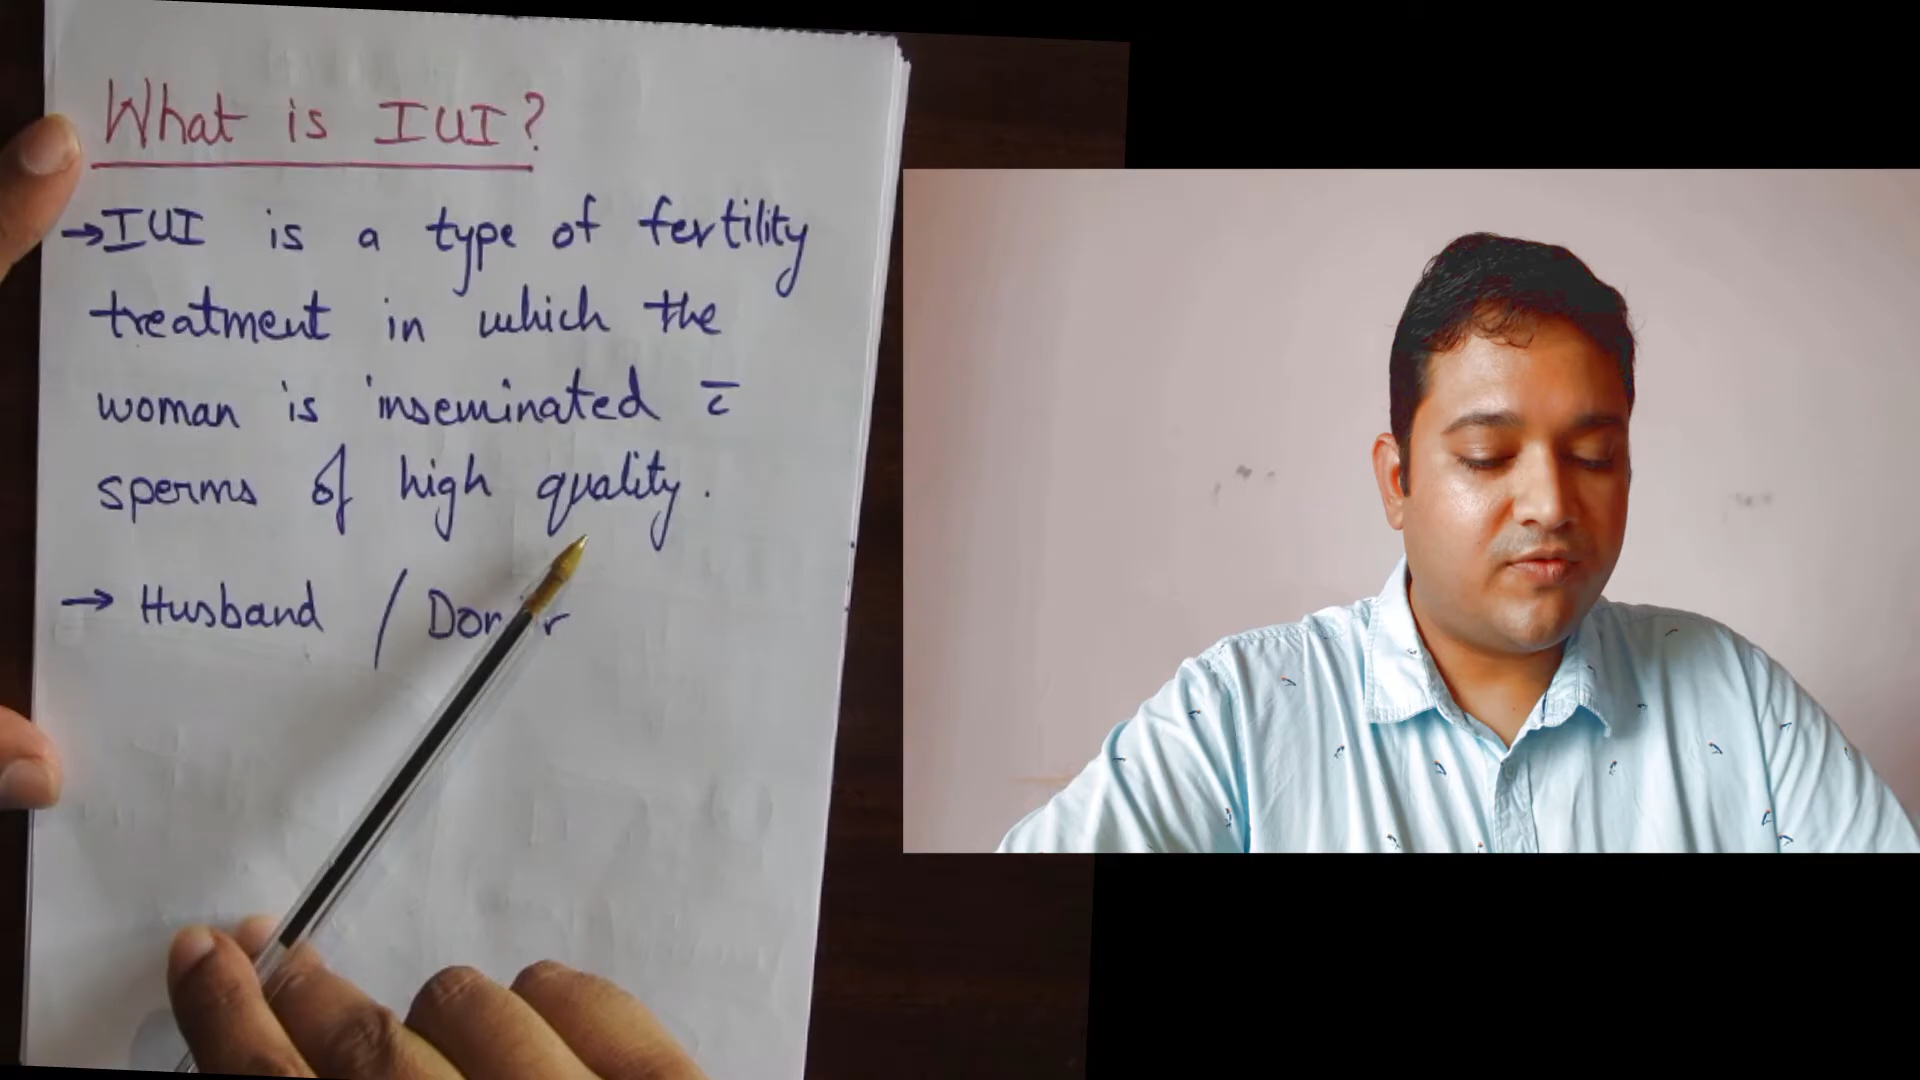 What is IUI?
→ IUI is a type of fertility
treatment in which the
woman is inseminated c̄
sperms of high quality.
→ Husband / Donor